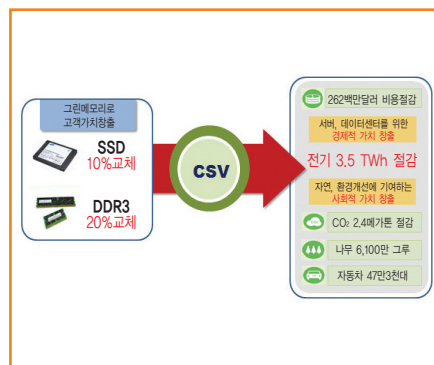 그린메모리로
고객가치창출
SSD
10%교체
DDR3
20%교체
CSV
262백만달러 비용절감
서버, 데이터센터를 위한
경제적 가치 창출
전기 3.5 TWh 절감
자연, 환경개선에 기여하는
사회적 가치 창출
CO₂ 2.4메가톤 절감
나무 6,100만 그루
자동차 47만3천대